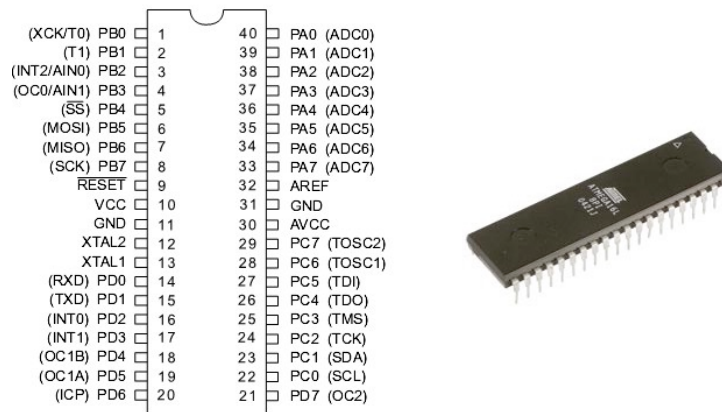 (XCK/T0) PB0 1 40 PA0 (ADC0)
(T1) PB1 2 39 PA1 (ADC1)
(INT2/AIN0) PB2 3 38 PA2 (ADC2)
(OC0/AIN1) PB3 4 37 PA3 (ADC3)
(SS) PB4 5 36 PA4 (ADC4)
(MOSI) PB5 6 35 PA5 (ADC5)
(MISO) PB6 7 34 PA6 (ADC6)
(SCK) PB7 8 33 PA7 (ADC7)
RESET 9 32 AREF
VCC 10 31 GND
GND 11 30 AVCC
XTAL2 12 29 PC7 (TOSC2)
XTAL1 13 28 PC6 (TOSC1)
(RXD) PD0 14 27 PC5 (TDI)
(TXD) PD1 15 26 PC4 (TDO)
(INT0) PD2 16 25 PC3 (TMS)
(INT1) PD3 17 24 PC2 (TCK)
(OC1B) PD4 18 23 PC1 (SDA)
(OC1A) PD5 19 22 PC0 (SCL)
(ICP) PD6 20 21 PD7 (OC2)
ATMEGA16L
8PI
0421J